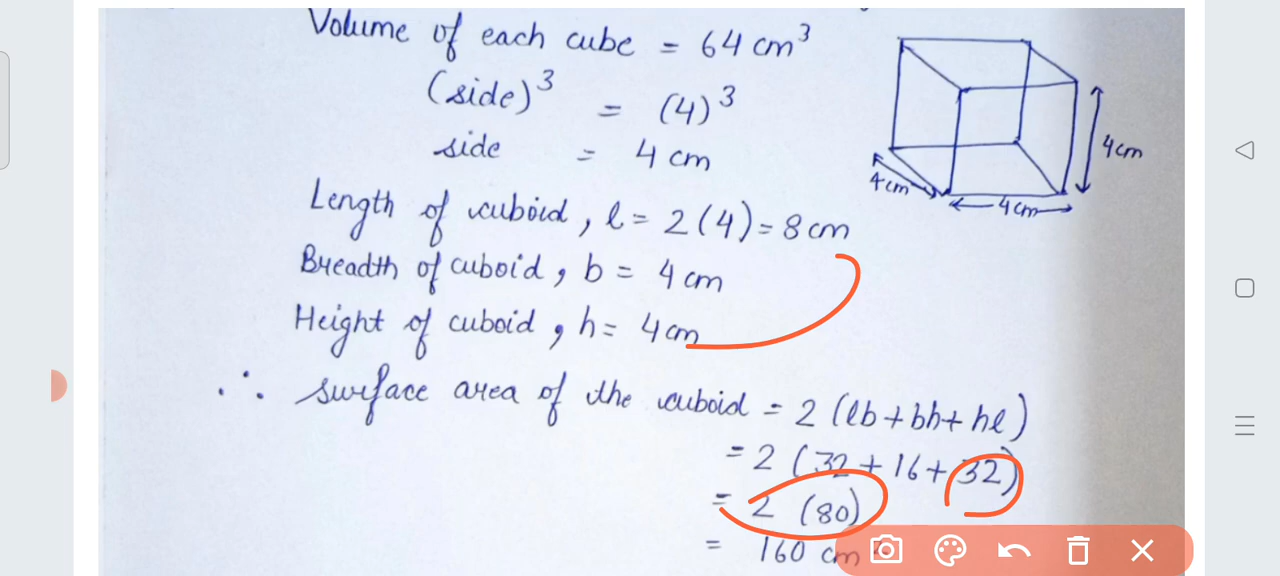 Volume of each cube = 64 cm³
(side)³ = (4)³
side = 4 cm
4cm
4cm
4cm
Length of cuboid, l = 2(4) = 8 cm
Breadth of cuboid, b = 4 cm
Height of cuboid, h = 4 cm
∴ surface area of the cuboid = 2 (lb + bh + hl)
= 2 (32 + 16 + 32)
= 2 (80)
= 160 cm